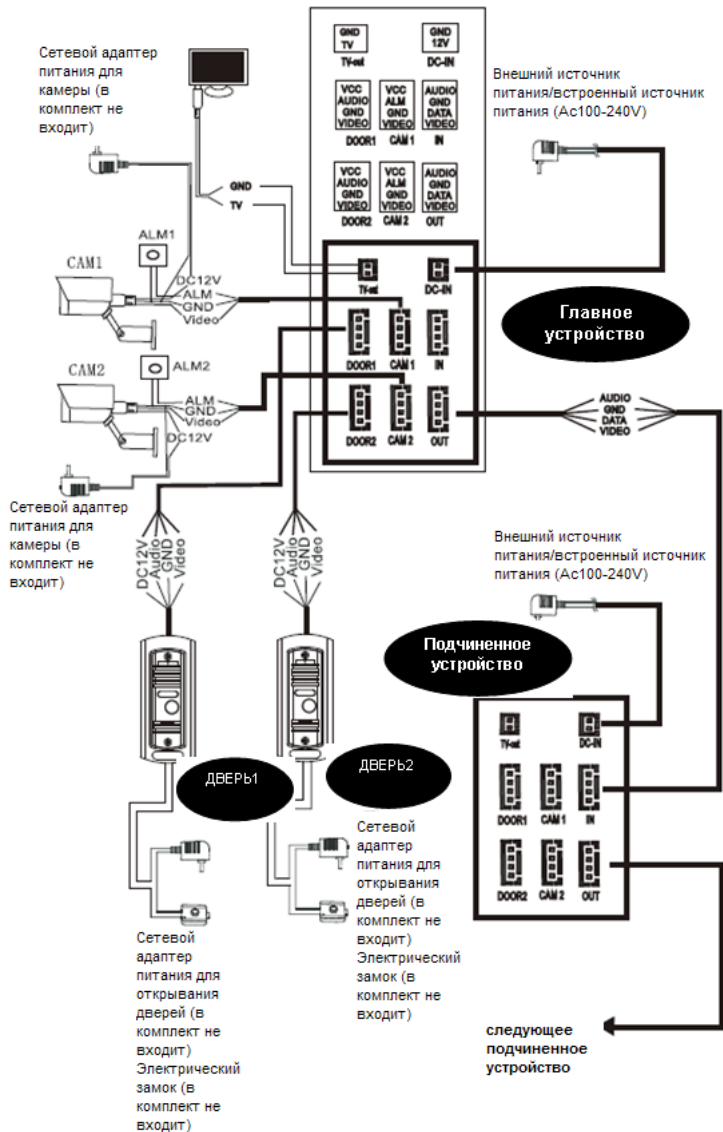 Сетевой адаптер
питания для
камеры (в
комплект не
входит)
GND
TV
TV-out
GND
12V
DC-IN
VCC
AUDIO
GND
VIDEO
DOOR1
VCC
ALM
GND
VIDEO
CAM 1
AUDIO
GND
DATA
VIDEO
IN
VCC
AUDIO
GND
VIDEO
DOOR2
VCC
ALM
GND
VIDEO
CAM 2
AUDIO
GND
DATA
VIDEO
OUT
Внешний источник
питания/встроенный источник
питания (Ac100-240V)
GND
TV
ALM1
CAM1
DC12V
ALM
GND
Video
CAM2
ALM2
ALM
GND
Video
DC12V
TV-out
DC-IN
DOOR1
CAM 1
IN
DOOR2
CAM 2
OUT
Главное
устройство
AUDIO
GND
DATA
VIDEO
Сетевой адаптер
питания для
камеры (в
комплект не
входит)
DC12V
Audio
GND
Video
DC12V
Audio
GND
Video
Внешний источник
питания/встроенный источник
питания (Ac100-240V)
Подчиненное
устройство
TV-out
DC-IN
DOOR1
CAM 1
IN
DOOR2
CAM 2
OUT
ДВЕРЬ1
ДВЕРЬ2
Сетевой
адаптер
питания для
открывания
дверей (в
комплект не
входит)
Электрический
замок (в
комплект не
входит)
Сетевой
адаптер
питания для
открывания
дверей (в
комплект не
входит)
Электрический
замок (в
комплект не
входит)
следующее
подчиненное
устройство